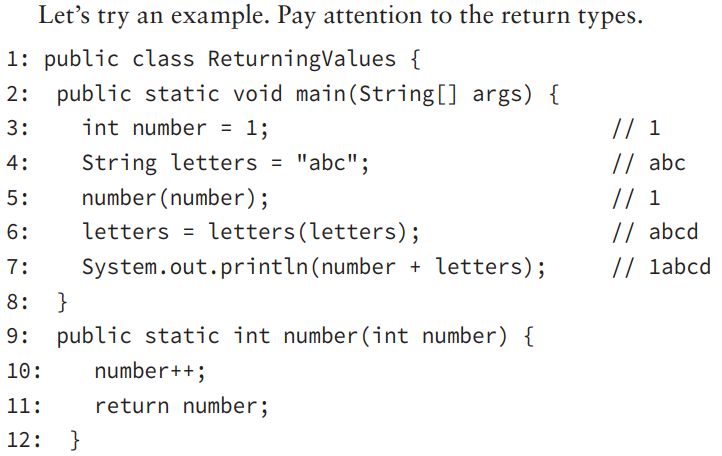 Let's try an example. Pay attention to the return types.
1: public class ReturningValues {
2:  public static void main(String[] args) {
3:    int number = 1;                           // 1
4:    String letters = "abc";                   // abc
5:    number(number);                           // 1
6:    letters = letters(letters);               // abcd
7:    System.out.println(number + letters);     // 1abcd
8:  }
9:  public static int number(int number) {
10:    number++;
11:    return number;
12:  }